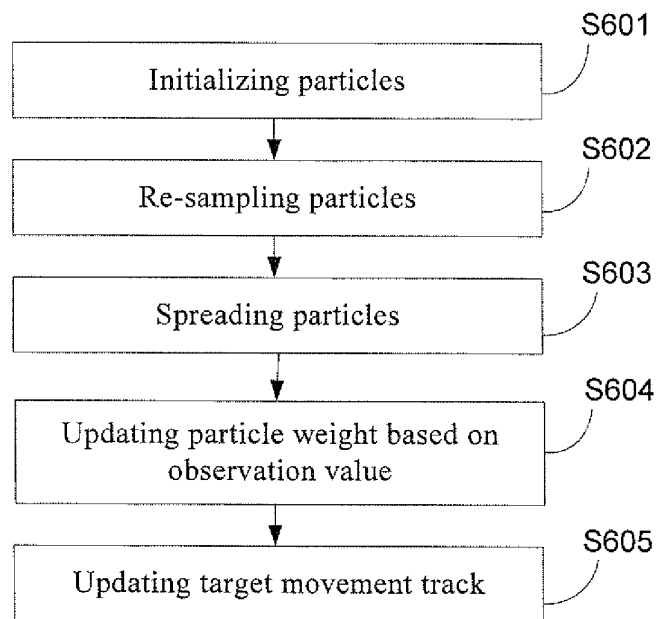 S601
Initializing particles
S602
Re-sampling particles
S603
Spreading particles
S604
Updating particle weight based on
observation value
S605
Updating target movement track